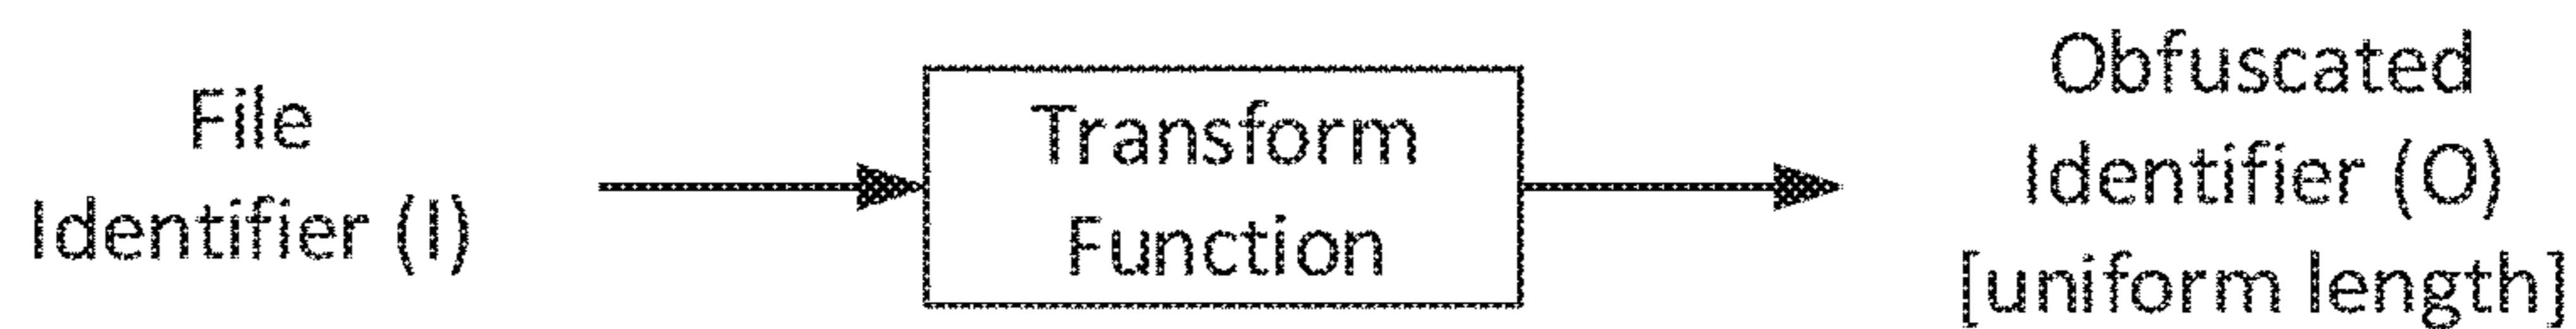 File
Identifier (I)
Transform
Function
Obfuscated
Identifier (O)
[uniform length]